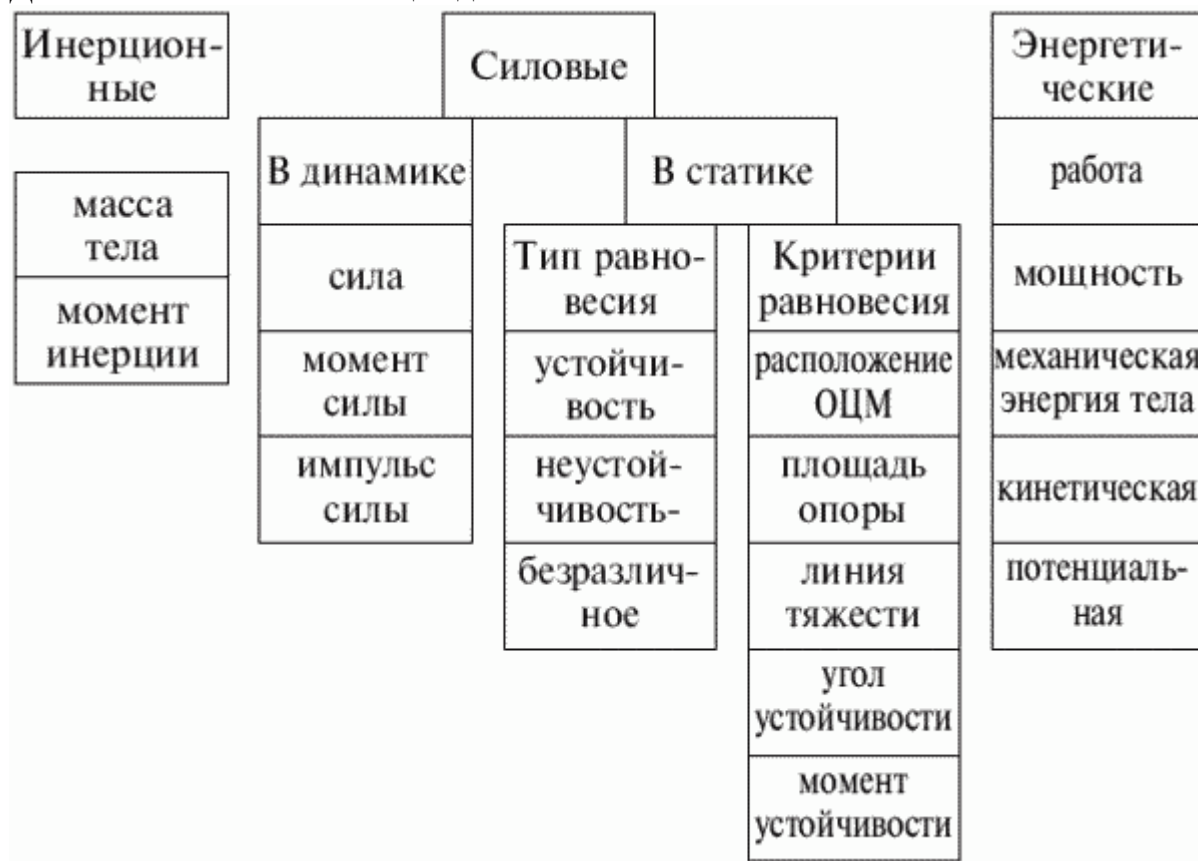 Инерцион-
ные
масса
тела
момент
инерции
Силовые
В динамике
сила
момент
силы
импульс
силы
В статике
Тип равно-
весия
устойчи-
вость
неустой-
чивость-
безразлич-
ное
Критерии
равновесия
расположение
ОЦМ
площадь
опоры
линия
тяжести
угол
устойчивости
момент
устойчивости
Энергети-
ческие
работа
мощность
механическая
энергия тела
кинетическая
потенциаль-
ная